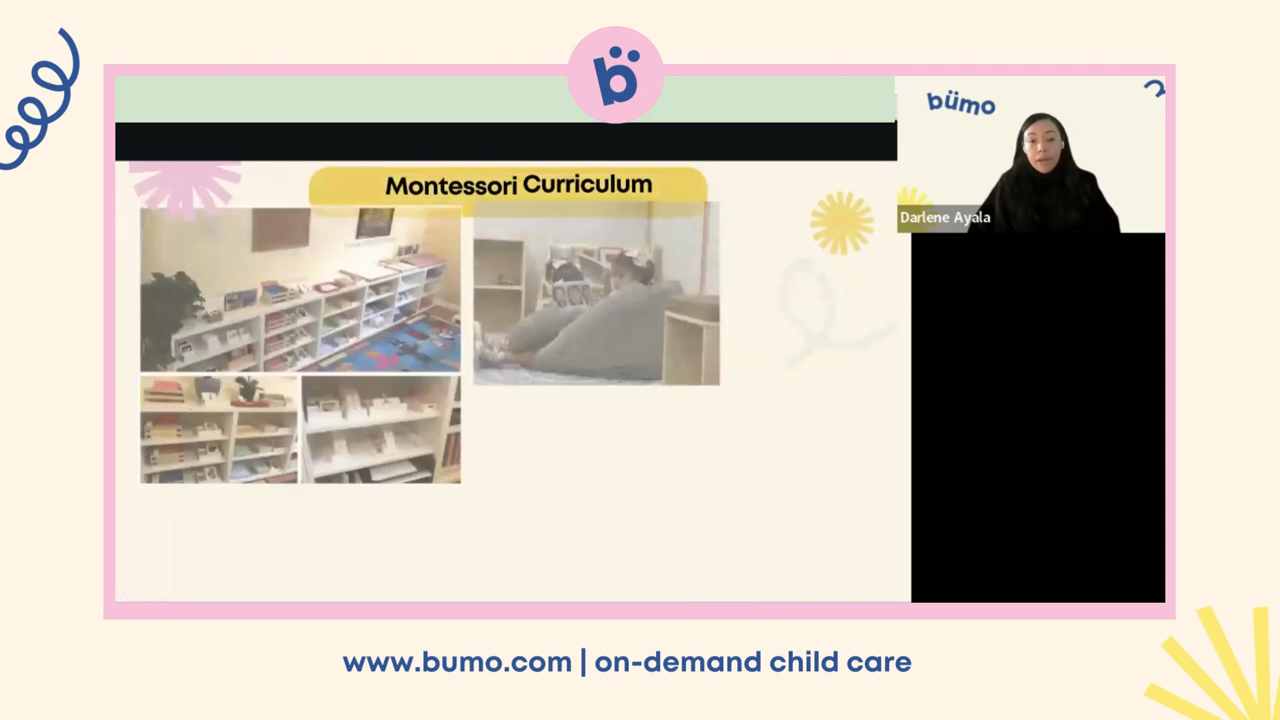 b̈
bümo
Montessori Curriculum
Darlene Ayala
www.bumo.com | on-demand child care